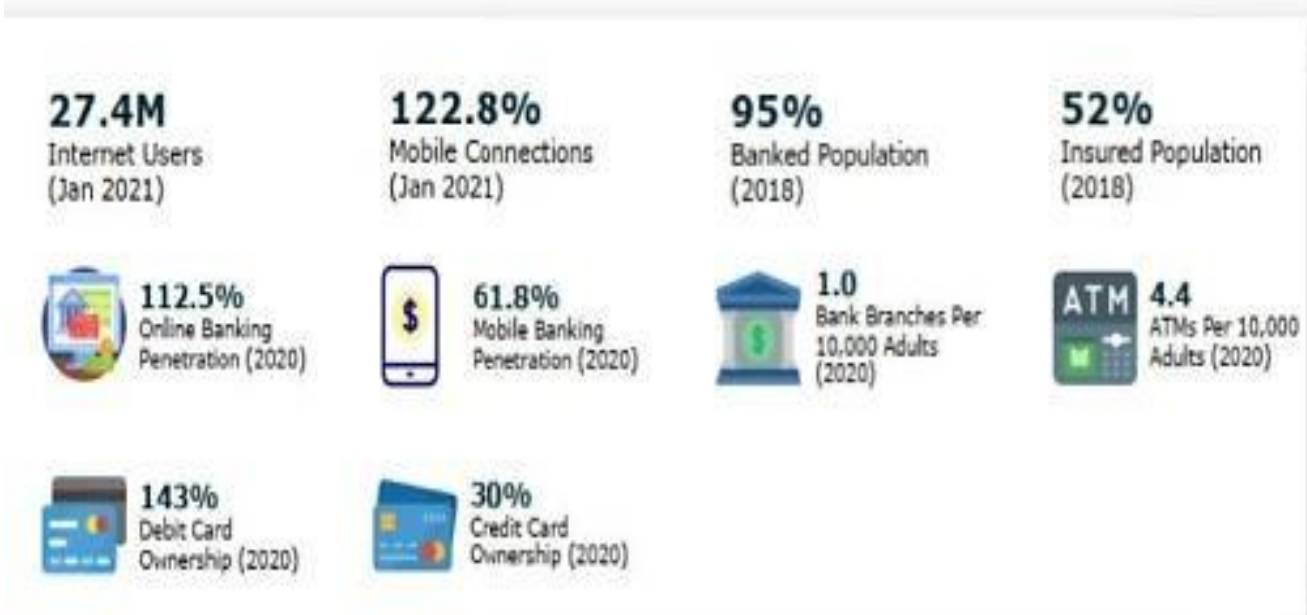 27.4M
Internet Users
(Jan 2021)
122.8%
Mobile Connections
(Jan 2021)
95%
Banked Population
(2018)
52%
Insured Population
(2018)
112.5%
Online Banking
Penetration (2020)
$
61.8%
Mobile Banking
Penetration (2020)
$
1.0
Bank Branches Per
10,000 Adults
(2020)
ATM
4.4
ATMs Per 10,000
Adults (2020)
143%
Debit Card
Ownership (2020)
30%
Credit Card
Ownership (2020)